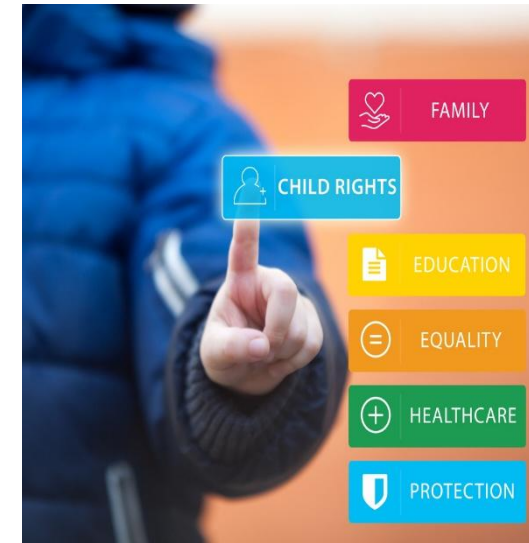 FAMILY
CHILD RIGHTS
EDUCATION
EQUALITY
HEALTHCARE
PROTECTION